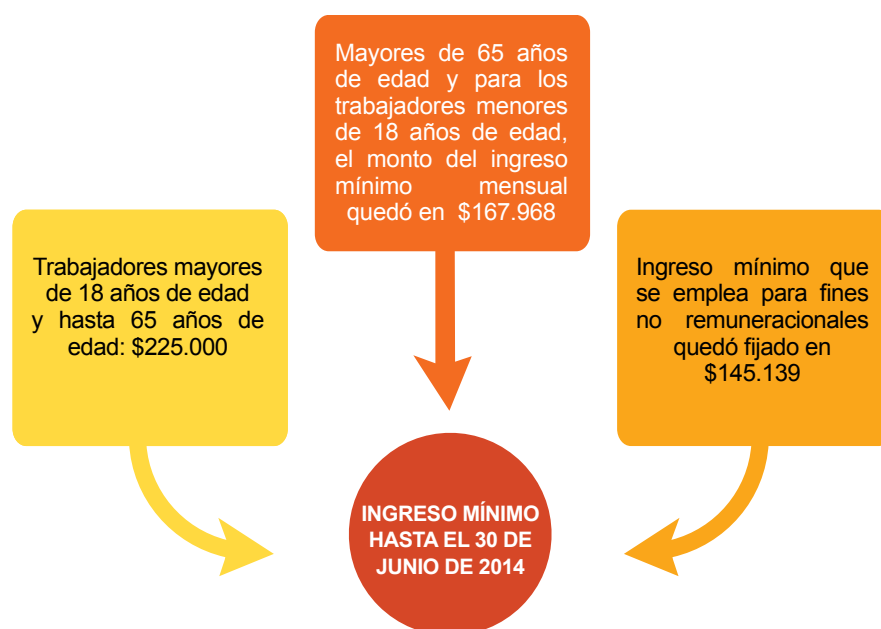 Mayores de 65 años
de edad y para los
trabajadores menores
de 18 años de edad,
el monto del ingreso
mínimo mensual
quedó en $167.968
Trabajadores mayores
de 18 años de edad
y hasta 65 años de
edad: $225.000
Ingreso mínimo que
se emplea para fines
no remuneracionales
quedó fijado en
$145.139
INGRESO MÍNIMO
HASTA EL 30 DE
JUNIO DE 2014